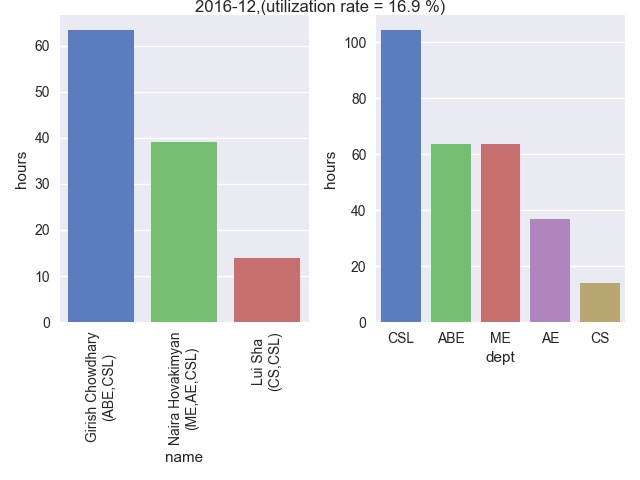 2016-12,(utilization rate = 16.9 %)
hours
60
50
40
30
20
10
0
Girish Chowdhary
(ABE,CSL)
Naira Hovakimyan
(ME,AE,CSL)
Lui Sha
(CS,CSL)
name
hours
100
80
60
40
20
0
CSL ABE ME AE CS
dept